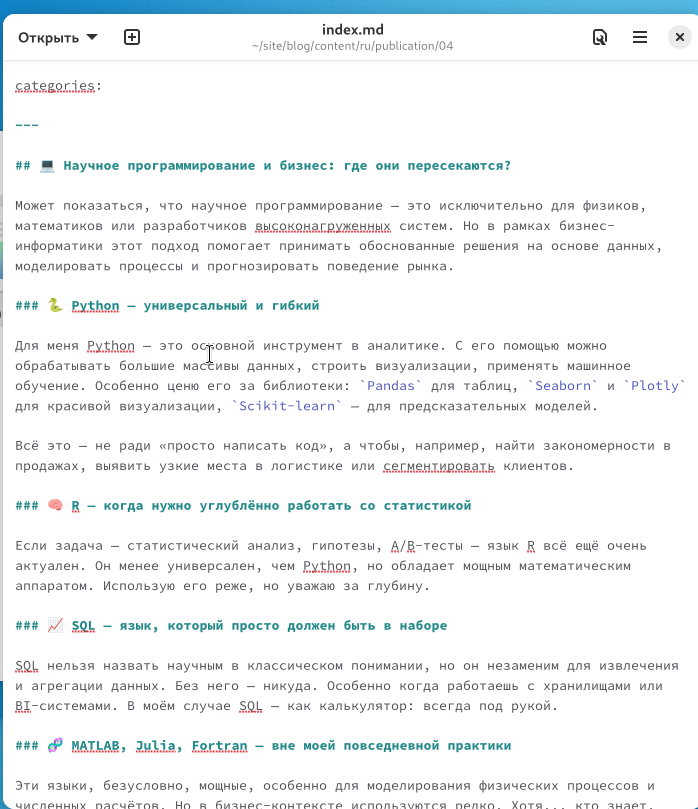 Открыть
index.md
~/site/blog/content/ru/publication/04
categories:
---
## 💻 Научное программирование и бизнес: где они пересекаются?
Может показаться, что научное программирование — это исключительно для физиков,
математиков или разработчиков высоконагруженных систем. Но в рамках бизнес-
информатики этот подход помогает принимать обоснованные решения на основе данных,
моделировать процессы и прогнозировать поведение рынка.
### 🐍 Python — универсальный и гибкий
Для меня Python — это основной инструмент в аналитике. С его помощью можно
обрабатывать большие массивы данных, строить визуализации, применять машинное
обучение. Особенно ценю его за библиотеки: `Pandas` для таблиц, `Seaborn` и `Plotly`
для красивой визуализации, `Scikit-learn` — для предсказательных моделей.
Всё это — не ради «просто написать код», а чтобы, например, найти закономерности в
продажах, выявить узкие места в логистике или сегментировать клиентов.
### 🧠 R — когда нужно углублённо работать со статистикой
Если задача — статистический анализ, гипотезы, A/B-тесты — язык R всё ещё очень
актуален. Он менее универсален, чем Python, но обладает мощным математическим
аппаратом. Использую его реже, но уважаю за глубину.
### 📈 SQL — язык, который просто должен быть в наборе
SQL нельзя назвать научным в классическом понимании, но он незаменим для извлечения
и агрегации данных. Без него — никуда. Особенно когда работаешь с хранилищами или
BI-системами. В моём случае SQL — как калькулятор: всегда под рукой.
### 🧬 MATLAB, Julia, Fortran — вне моей повседневной практики
Эти языки, безусловно, мощные, особенно для моделирования физических процессов и
численных расчётов. Но в бизнес-контексте используются редко. Хотя... кто знает,